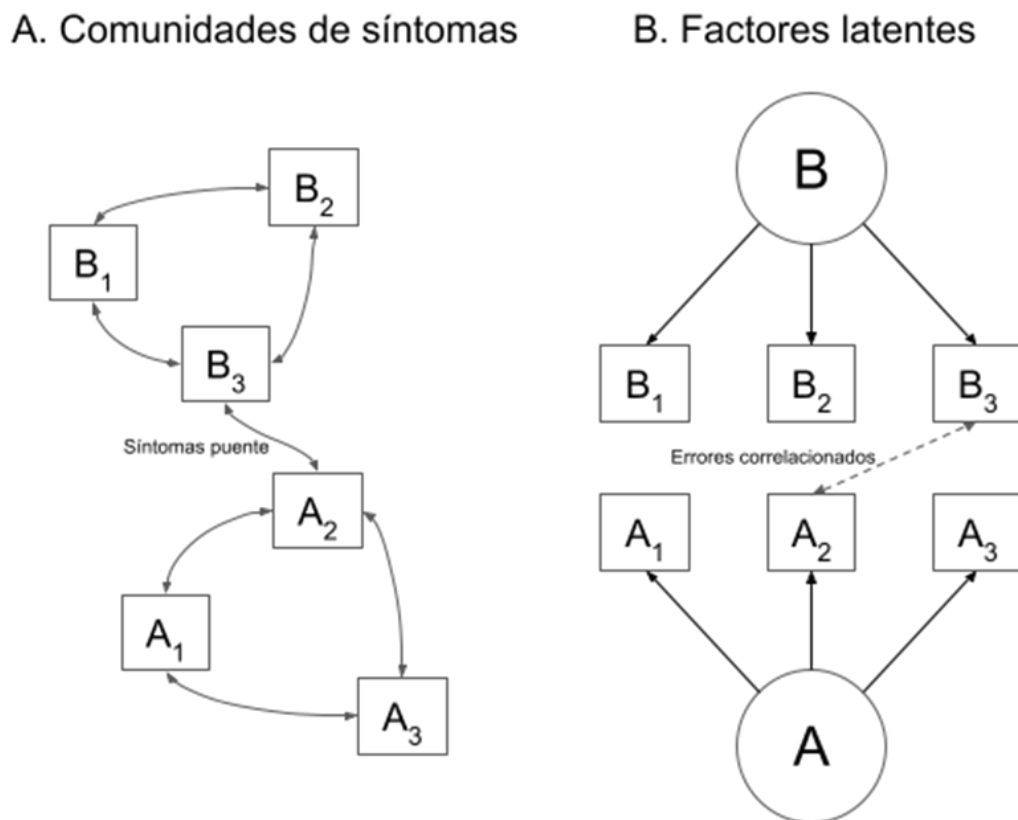 A. Comunidades de síntomas
B₂
B₁
B₃
Síntomas puente
A₂
A₁
A₃
B. Factores latentes
B
B₁ B₂ B₃
Errores correlacionados
A₁ A₂ A₃
A